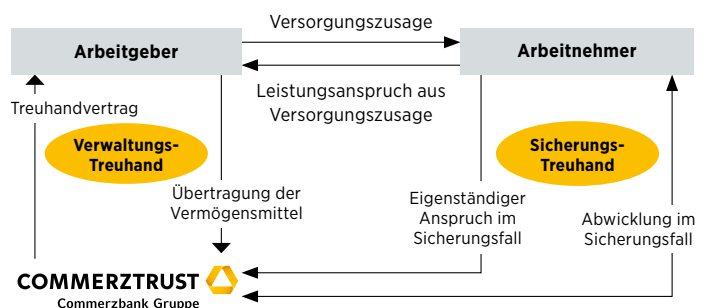 Versorgungszusage
Arbeitgeber
Arbeitnehmer
Leistungsanspruch aus
Versorgungszusage
Treuhandvertrag
Verwaltungs-
Treuhand
Sicherungs-
Treuhand
Übertragung der
Vermögensmittel
Eigenständiger
Anspruch im
Sicherungsfall
Abwicklung im
Sicherungsfall
COMMERZTRUST
Commerzbank Gruppe